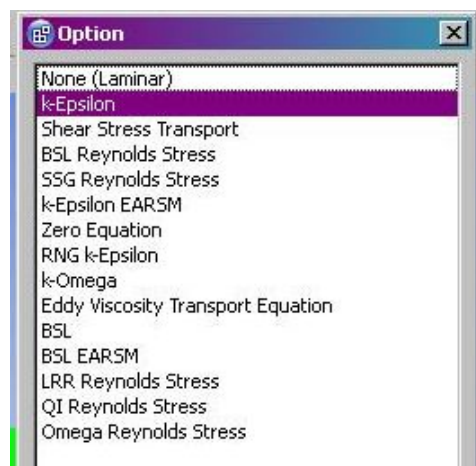 Option
None (Laminar)
k-Epsilon
Shear Stress Transport
BSL Reynolds Stress
SSG Reynolds Stress
k-Epsilon EARSM
Zero Equation
RNG k-Epsilon
k-Omega
Eddy Viscosity Transport Equation
BSL
BSL EARSM
LRR Reynolds Stress
QI Reynolds Stress
Omega Reynolds Stress